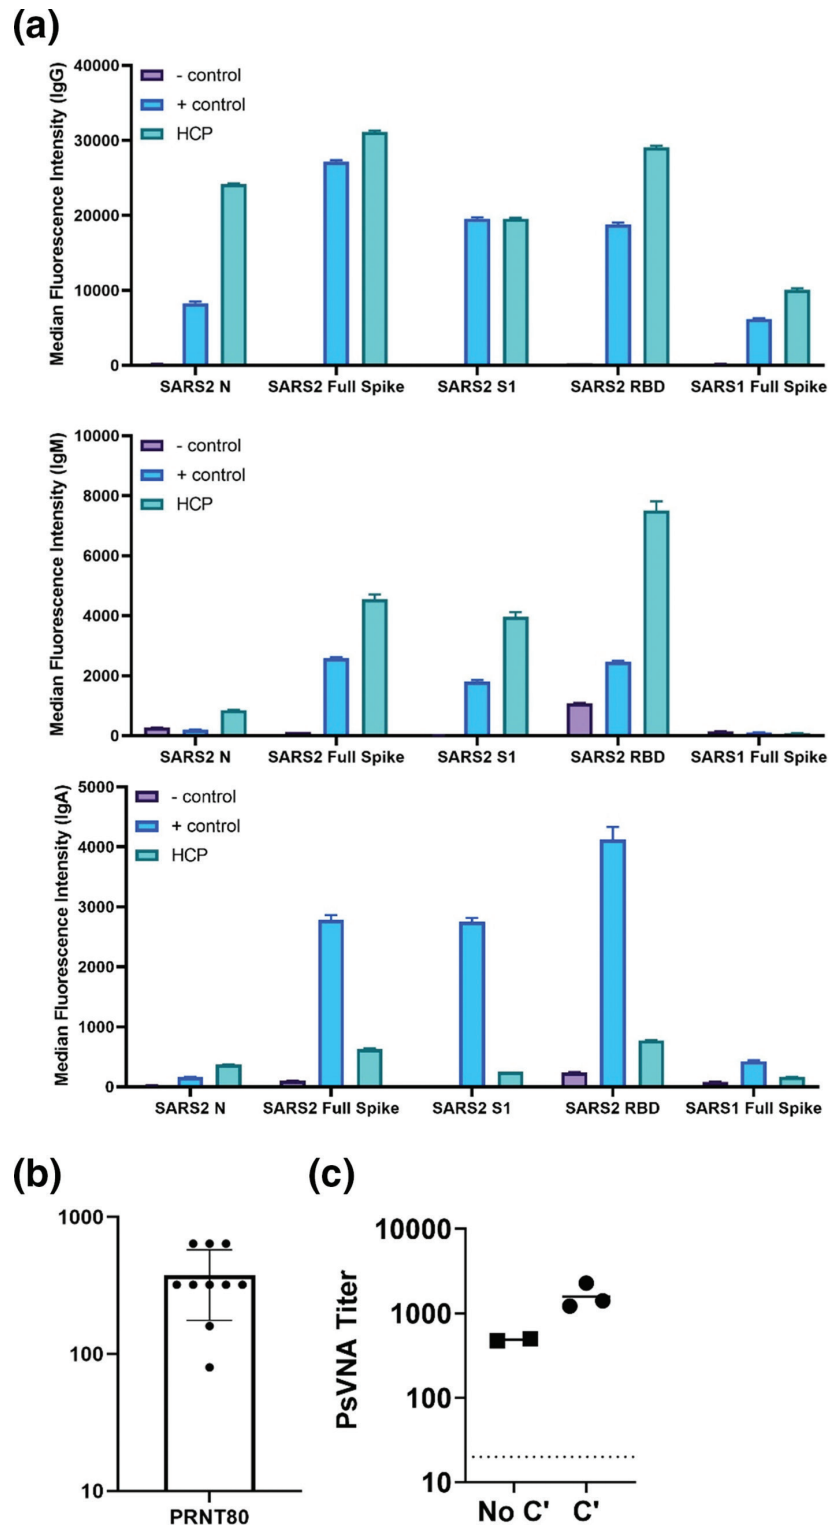 (a)
Median Fluorescence Intensity (IgG)
40000
30000
20000
10000
0
- control
+ control
HCP
SARS2 N SARS2 Full Spike SARS2 S1 SARS2 RBD SARS1 Full Spike
Median Fluorescence Intensity (IgM)
10000
8000
6000
4000
2000
0
- control
+ control
HCP
SARS2 N SARS2 Full Spike SARS2 S1 SARS2 RBD SARS1 Full Spike
Median Fluorescence Intensity (IgA)
5000
4000
3000
2000
1000
0
- control
+ control
HCP
SARS2 N SARS2 Full Spike SARS2 S1 SARS2 RBD SARS1 Full Spike
(b)
1000
100
10
PRNT80
(c)
PsVNA Titer
10000
1000
100
10
No C' C'